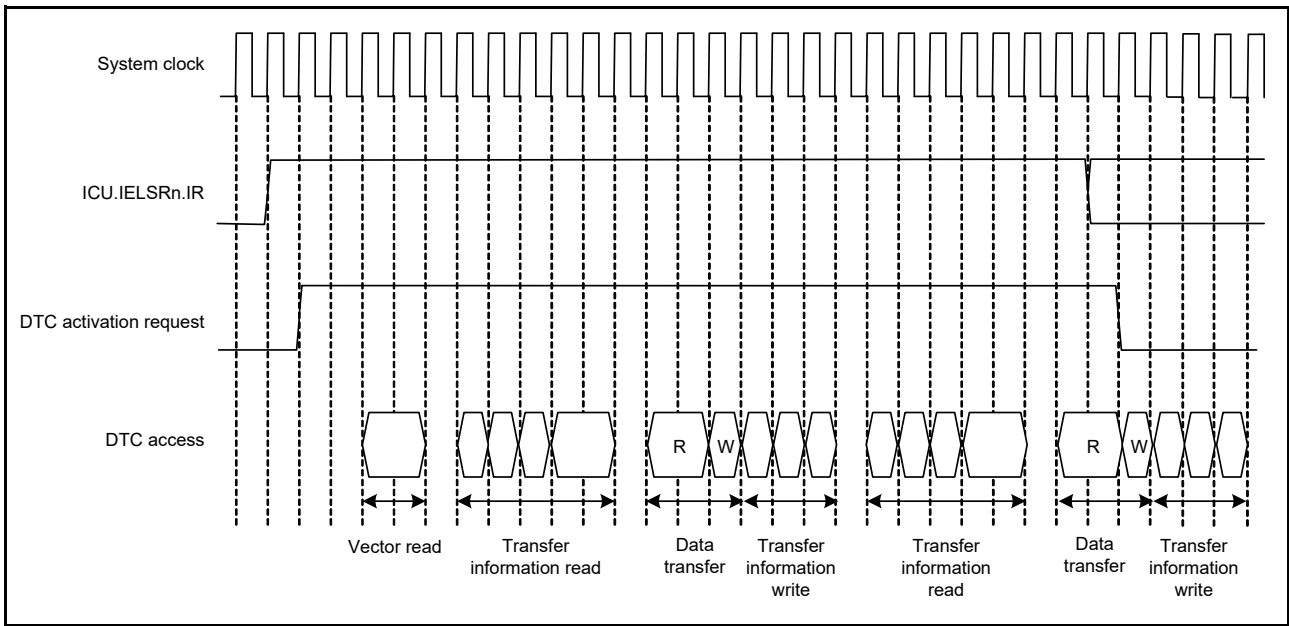 System clock
ICU.IELSRn.IR
DTC activation request
DTC access
R
W
R
W
Vector read
Transfer
information read
Data
transfer
Transfer
information
write
Transfer
information
read
Data
transfer
Transfer
information
write